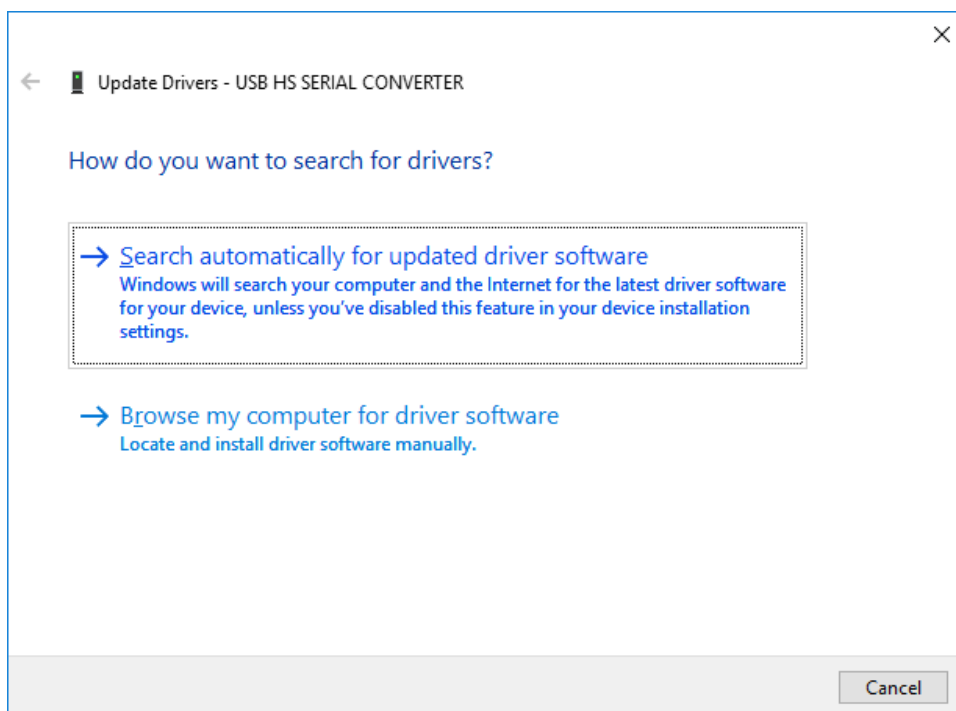 Update Drivers - USB HS SERIAL CONVERTER
How do you want to search for drivers?
Search automatically for updated driver software
Windows will search your computer and the Internet for the latest driver software
for your device, unless you've disabled this feature in your device installation
settings.
Browse my computer for driver software
Locate and install driver software manually.
Cancel